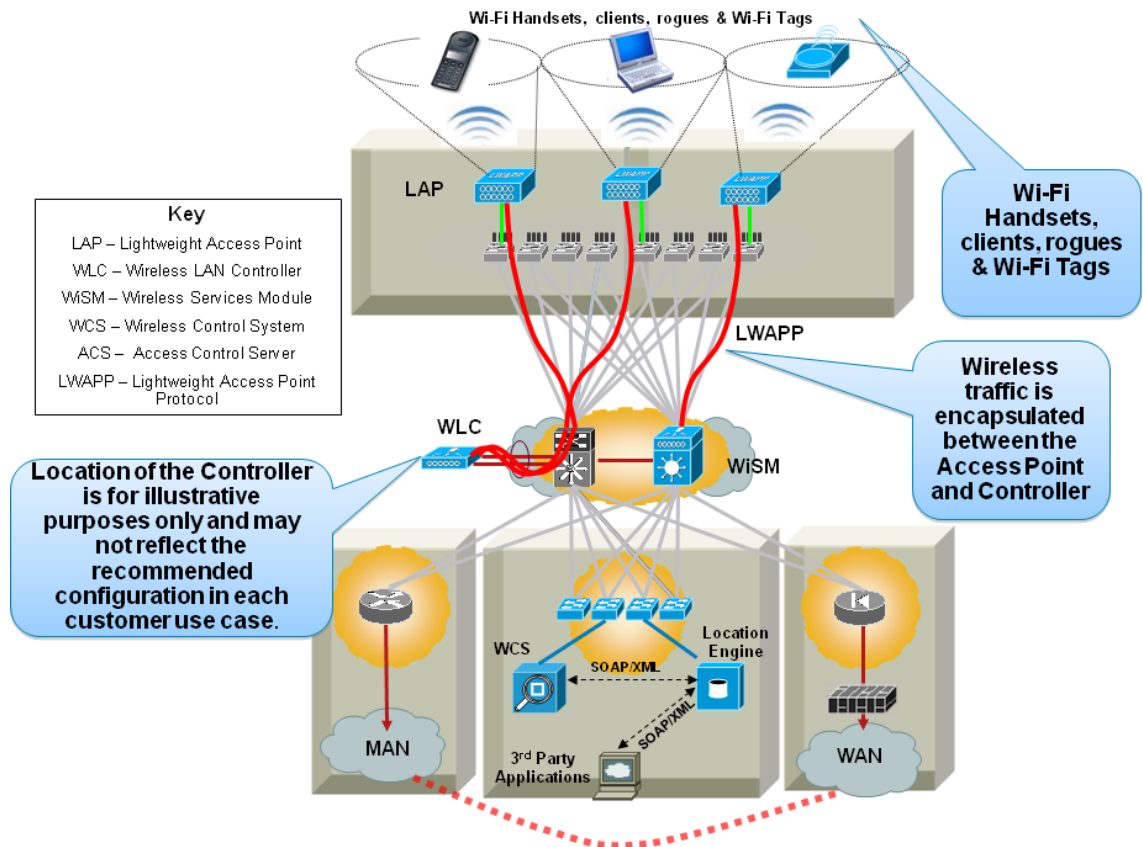 Wi-Fi Handsets, clients, rogues & Wi-Fi Tags
LWAPP
LWAPP
LWAPP
LAP
Wi-Fi
Handsets,
clients, rogues
& Wi-Fi Tags
Key
LAP – Lightweight Access Point
WLC – Wireless LAN Controller
WiSM – Wireless Services Module
WCS – Wireless Control System
ACS – Access Control Server
LWAPP – Lightweight Access Point
Protocol
LWAPP
Wireless
traffic is
encapsulated
between the
Access Point
and Controller
WLC
WiSM
Location of the Controller
is for illustrative
purposes only and may
not reflect the
recommended
configuration in each
customer use case.
WCS
Location
Engine
SOAP/XML
SOAP/XML
3rd Party
Applications
MAN
WAN